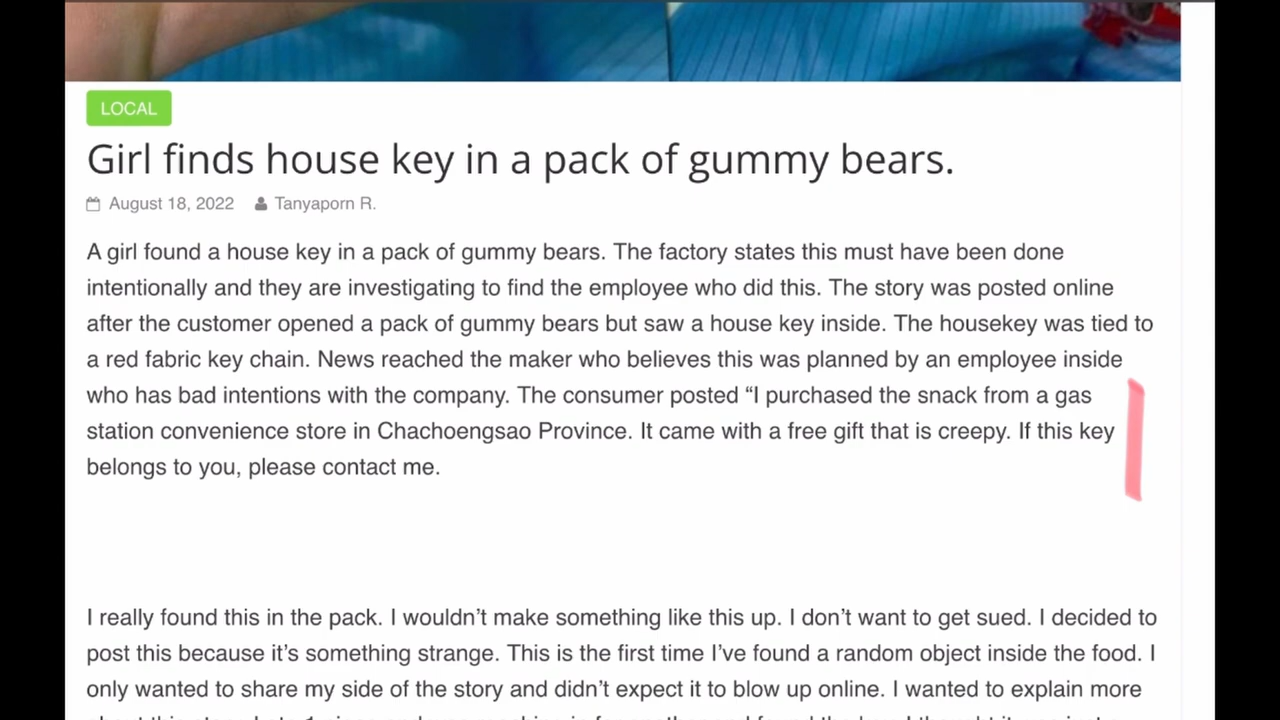 LOCAL
Girl finds house key in a pack of gummy bears.
August 18, 2022 Tanyaporn R.
A girl found a house key in a pack of gummy bears. The factory states this must have been done
intentionally and they are investigating to find the employee who did this. The story was posted online
after the customer opened a pack of gummy bears but saw a house key inside. The housekey was tied to
a red fabric key chain. News reached the maker who believes this was planned by an employee inside
who has bad intentions with the company. The consumer posted “I purchased the snack from a gas
station convenience store in Chachoengsao Province. It came with a free gift that is creepy. If this key
belongs to you, please contact me.
I really found this in the pack. I wouldn’t make something like this up. I don’t want to get sued. I decided to
post this because it’s something strange. This is the first time I’ve found a random object inside the food. I
only wanted to share my side of the story and didn’t expect it to blow up online. I wanted to explain more